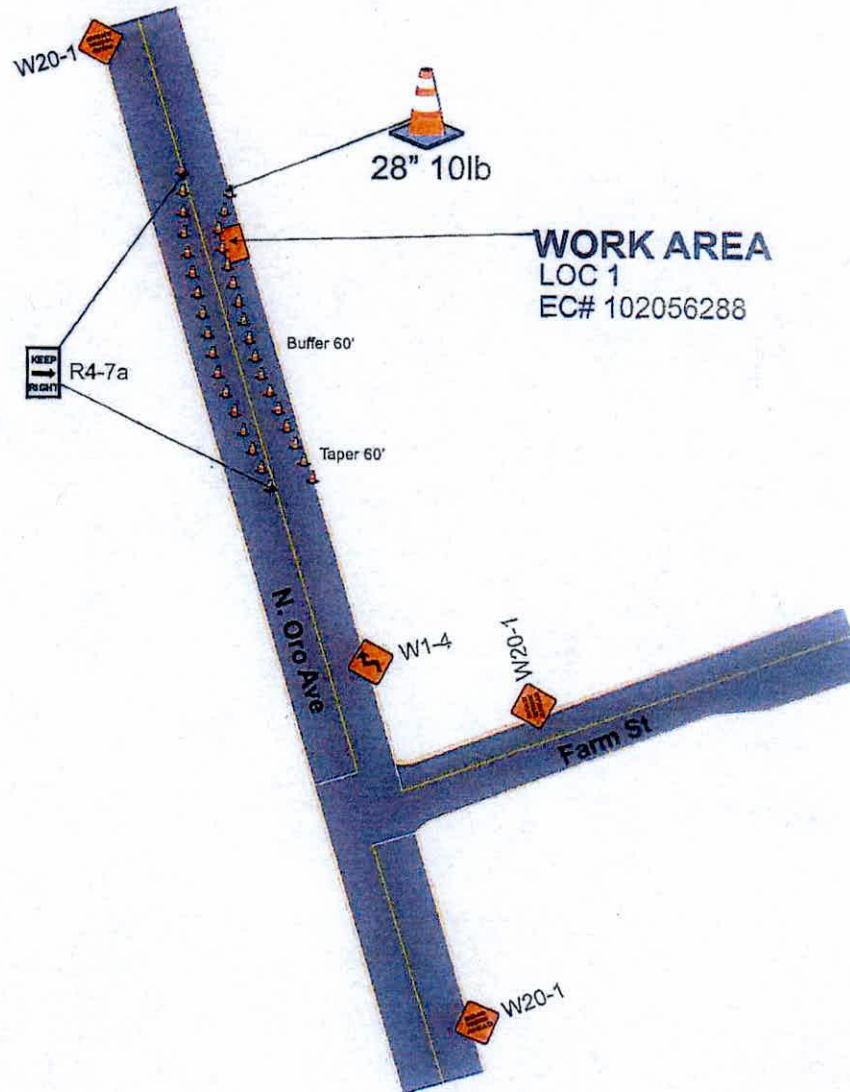 W20-1
28" 10lb
WORK AREA
LOC 1
EC# 102056288
Buffer 60'
KEEP
RIGHT
R4-7a
Taper 60'
N. Oro Ave
W1-4
W20-1
Farm St
W20-1